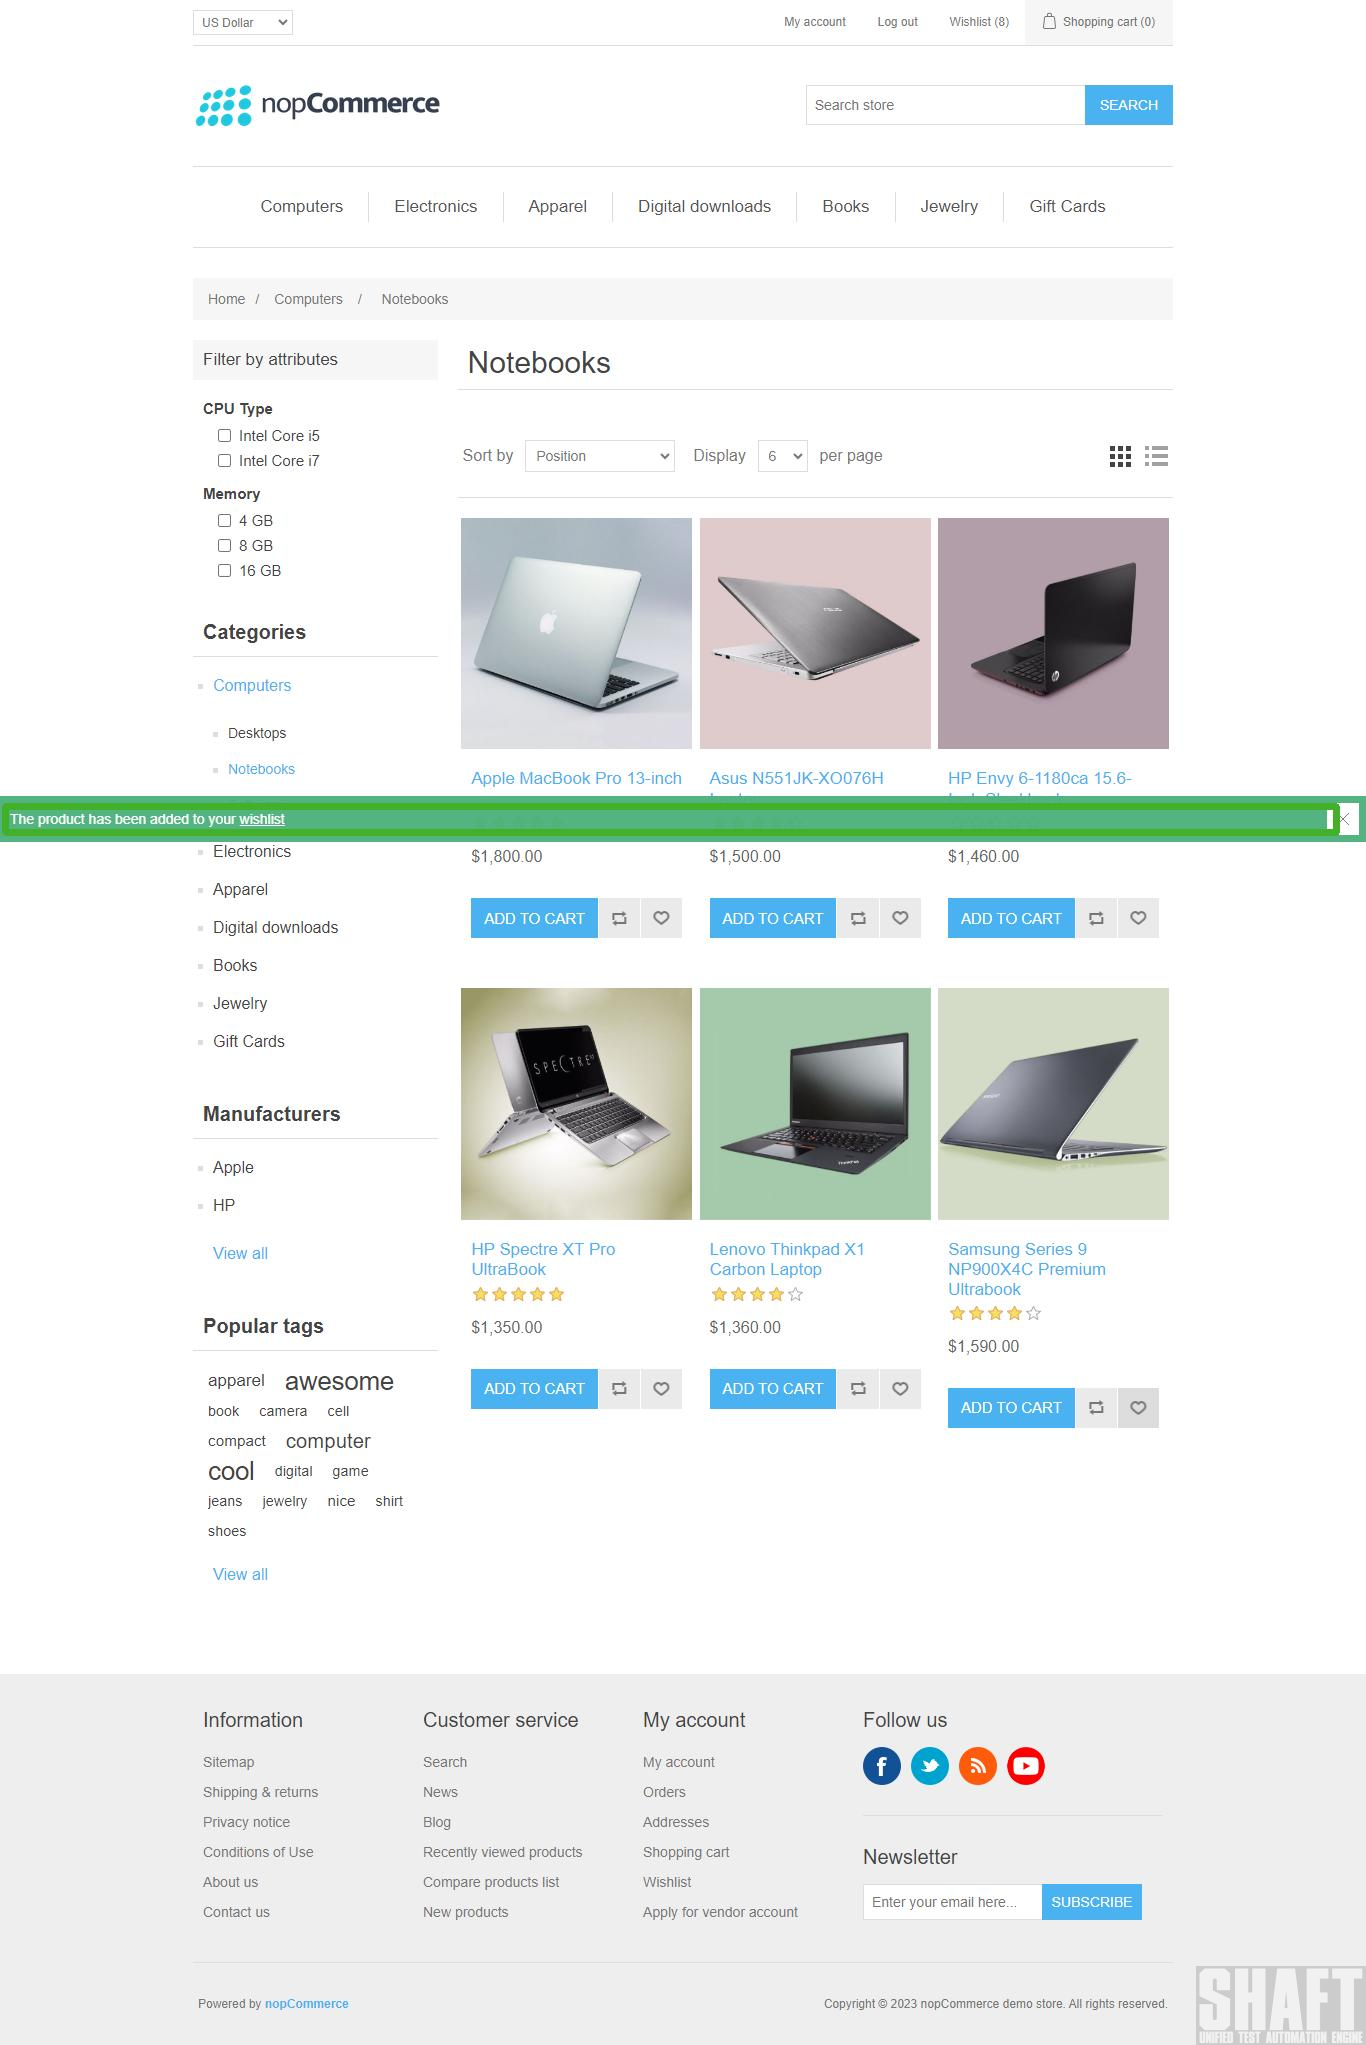 US Dollar
My account
Log out
Wishlist (8)
Shopping cart (0)
nopCommerce
Search store
SEARCH
Computers
Electronics
Apparel
Digital downloads
Books
Jewelry
Gift Cards
Home / Computers / Notebooks
Filter by attributes
CPU Type
Intel Core i5
Intel Core i7
Memory
4 GB
8 GB
16 GB
Categories
Computers
Desktops
Notebooks
Electronics
Apparel
Digital downloads
Books
Jewelry
Gift Cards
Manufacturers
Apple
HP
View all
Popular tags
apparel awesome
book camera cell
compact computer
cool digital game
jeans jewelry nice shirt
shoes
View all
Notebooks
Sort by Position Display 6 per page
Apple MacBook Pro 13-inch
$1,800.00
ADD TO CART
Asus N551JK-XO076H
$1,500.00
ADD TO CART
HP Envy 6-1180ca 15.6-
$1,460.00
ADD TO CART
The product has been added to your wishlist
SPECTRE XT
HP Spectre XT Pro
UltraBook
$1,350.00
ADD TO CART
ThinkPad
Lenovo Thinkpad X1
Carbon Laptop
$1,360.00
ADD TO CART
Samsung Series 9
NP900X4C Premium
Ultrabook
$1,590.00
ADD TO CART
Information
Sitemap
Shipping & returns
Privacy notice
Conditions of Use
About us
Contact us
Customer service
Search
News
Blog
Recently viewed products
Compare products list
New products
My account
My account
Orders
Addresses
Shopping cart
Wishlist
Apply for vendor account
Follow us
Newsletter
Enter your email here...
SUBSCRIBE
Powered by nopCommerce
Copyright © 2023 nopCommerce demo store. All rights reserved.
SHAFT
UNIFIED TEST AUTOMATION ENGINE